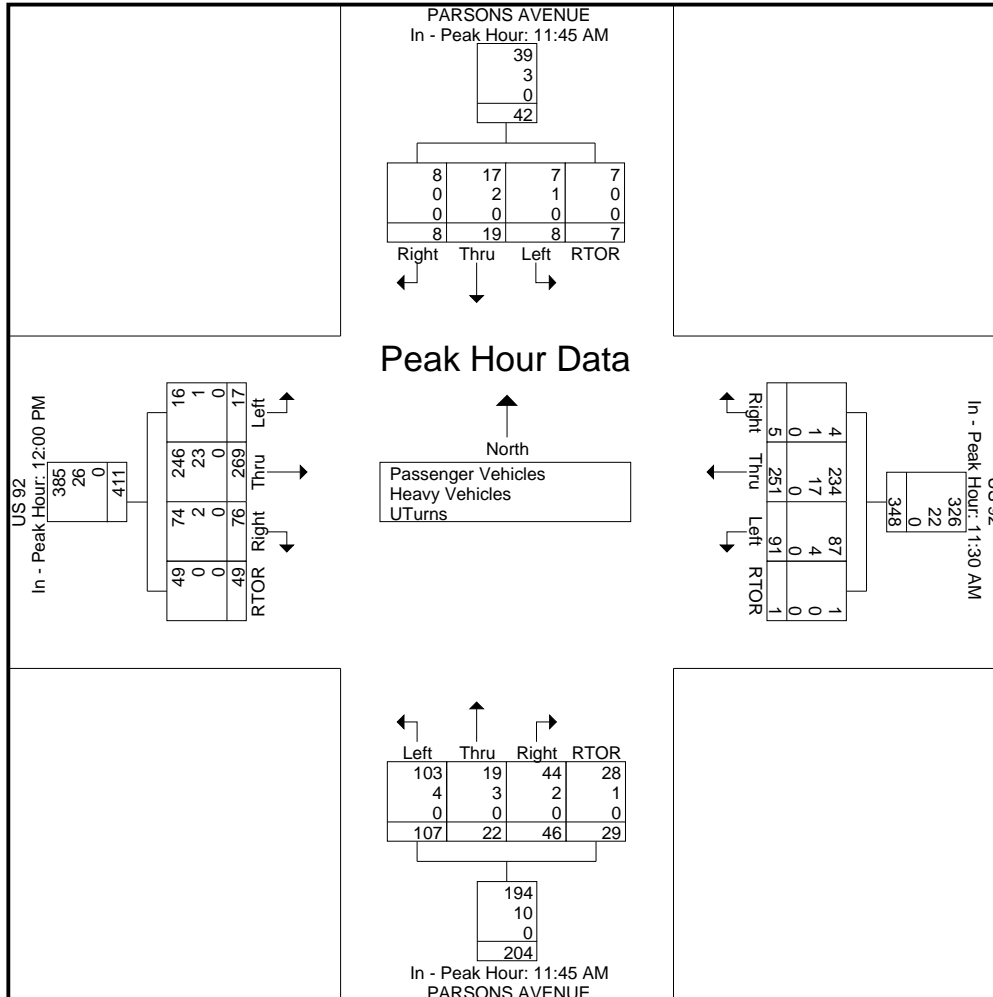 PARSONS AVENUE
In - Peak Hour: 11:45 AM
39
3
0
42
8 17 7 7
0 2 1 0
0 0 0 0
8 19 8 7
Right Thru Left RTOR
Peak Hour Data
North
Passenger Vehicles
Heavy Vehicles
UTurns
US 92
In - Peak Hour: 12:00 PM
385
26
0
411
16 1 0 17 Left
246 23 0 269 Thru
74 2 0 76 Right
49 0 0 49 RTOR
US 92
In - Peak Hour: 11:30 AM
326
22
0
348
Right 5 0 1 4
Thru 251 0 17 234
Left 91 0 4 87
RTOR 1 0 0 1
Left Thru Right RTOR
103 19 44 28
4 3 2 1
0 0 0 0
107 22 46 29
194
10
0
204
In - Peak Hour: 11:45 AM
PARSONS AVENUE